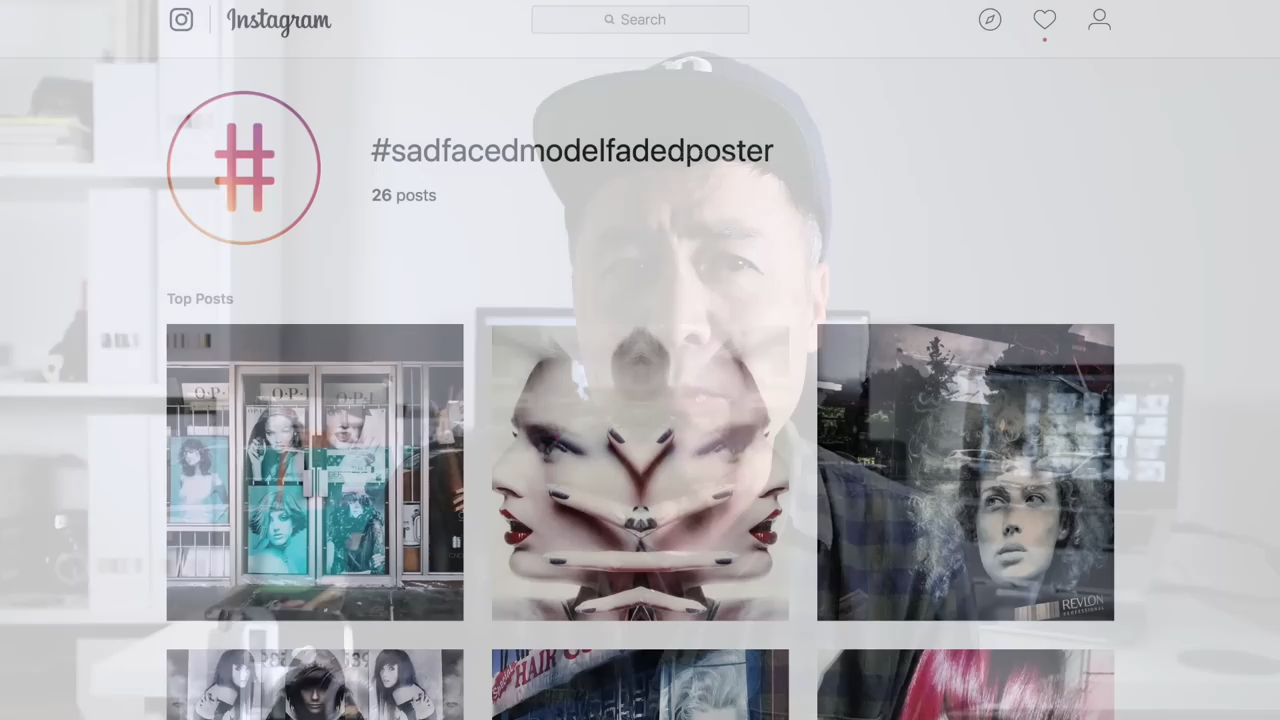 Instagram
Search
#sadfacedmodelfadedposter
26 posts
Top Posts
O·P·I
O·P·I
O·P·I
REVLON
PROFESSIONAL
HAIR